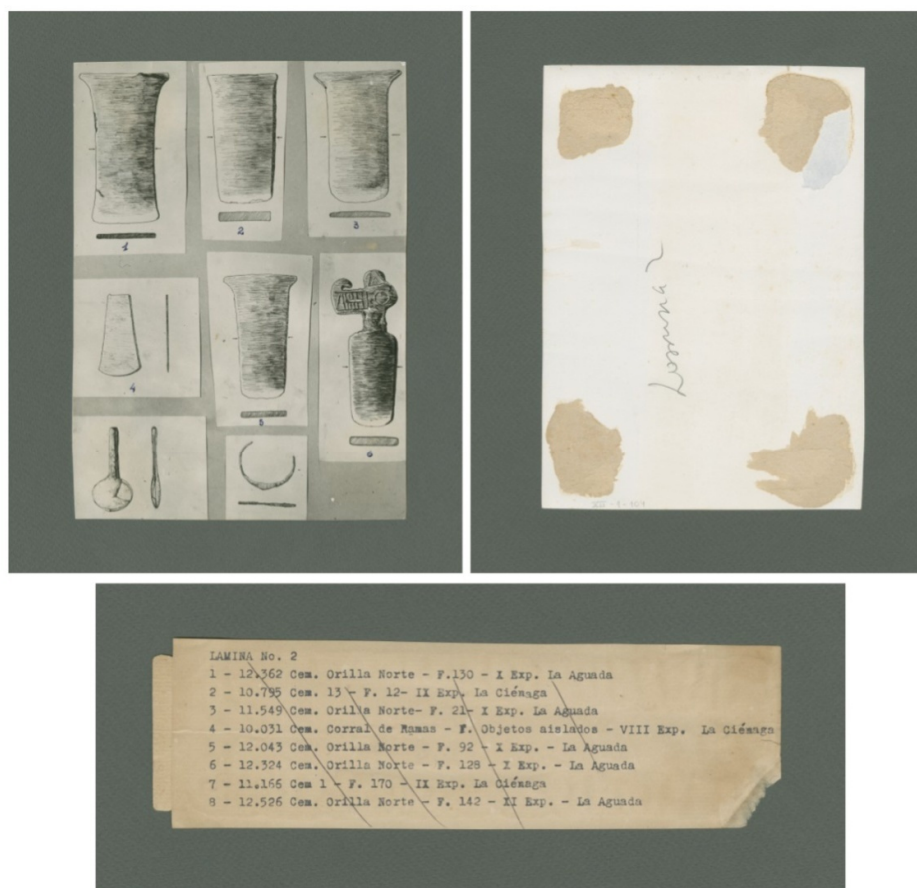 1
2
3
4
5
6
Lamina 2
LAMINA No. 2
1 - 12.362 Cem. Orilla Norte - F.130 - X Exp. La Aguada
2 - 10.795 Cem. 13 - F. 12- IX Exp. La Ciénaga
3 - 11.549 Cem. Orilla Norte- F. 21- X Exp. La Aguada
4 - 10.031 Cem. Corral de Ramas - F. Objetos aislados - VIII Exp. La Ciénaga
5 - 12.043 Cem. Orilla Norte - F. 92 - X Exp. - La Aguada
6 - 12.324 Cem. Orilla Norte - F. 128 - X Exp. - La Aguada
7 - 11.166 Cem 1 - F. 170 - IX Exp. La Ciénaga
8 - 12.526 Cem. Orilla Norte - F. 142 - XI Exp. - La Aguada